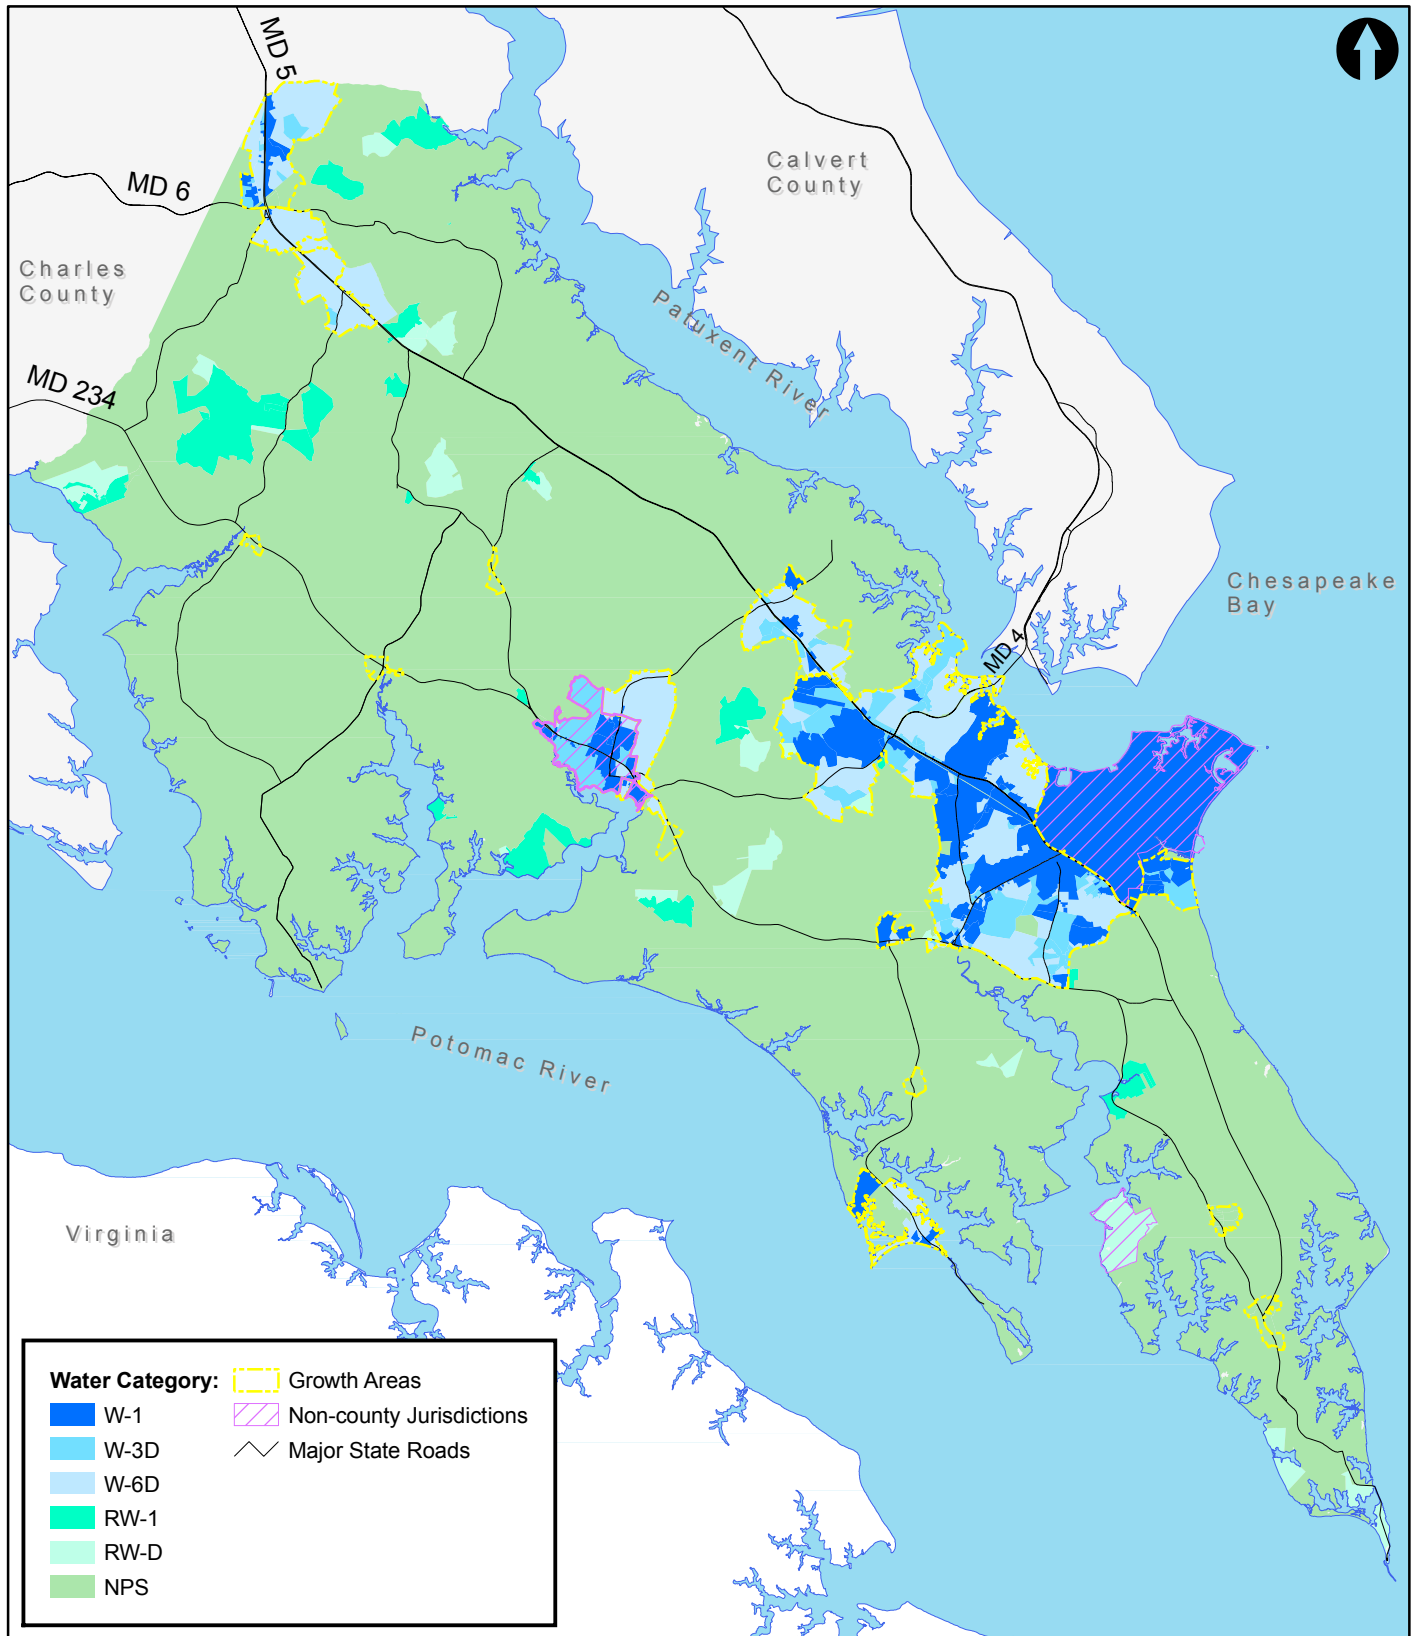 MD 5
Calvert
County
MD 6
Charles
County
Patuxent River
MD 234
Chesapeake
Bay
MD 4
Potomac River
Virginia
Water Category:
W-1
W-3D
W-6D
RW-1
RW-D
NPS
Growth Areas
Non-county Jurisdictions
Major State Roads